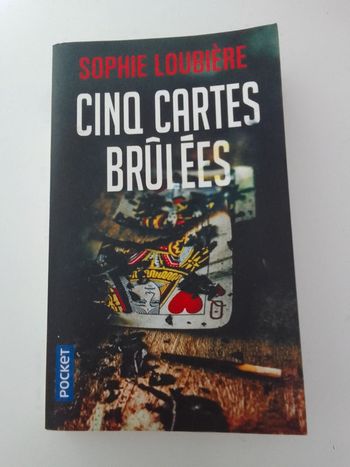 SOPHIE LOUBIÈRE
CINQ CARTES
BRÛLÉES
Q
POCKET